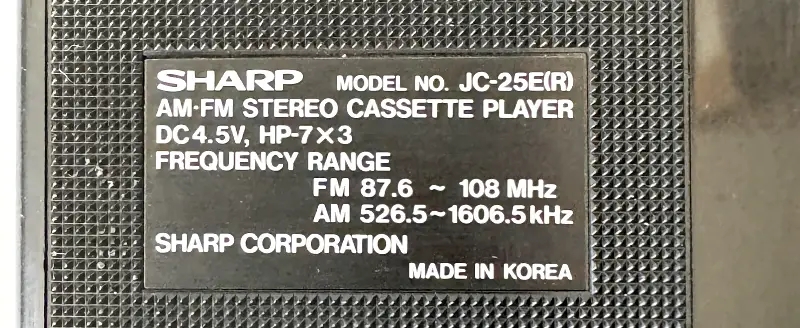 SHARP MODEL NO. JC-25E(R)
AM·FM STEREO CASSETTE PLAYER
DC4.5V, HP-7×3
FREQUENCY RANGE
FM 87.6 ~ 108 MHz
AM 526.5~1606.5kHz
SHARP CORPORATION
MADE IN KOREA